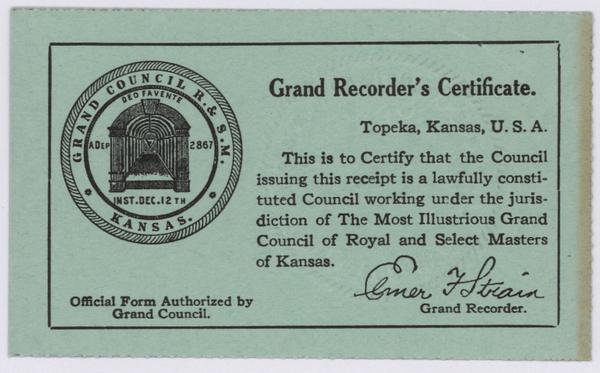 GRAND COUNCIL R. & S. M.
DEO FAVENTE
A DEP 2867
INST. DEC. 12 TH
KANSAS.
Grand Recorder's Certificate.
Topeka, Kansas, U. S. A.
This is to Certify that the Council
issuing this receipt is a lawfully consti-
tuted Council working under the juris-
diction of The Most Illustrious Grand
Council of Royal and Select Masters
of Kansas.
Emer F Strain
Grand Recorder.
Official Form Authorized by
Grand Council.